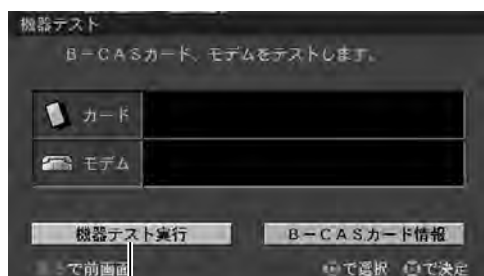 機器テスト
B-CASカード、モデムをテストします。
カード
モデム
機器テスト実行
B-CASカード情報
で前画面
で選択
で決定